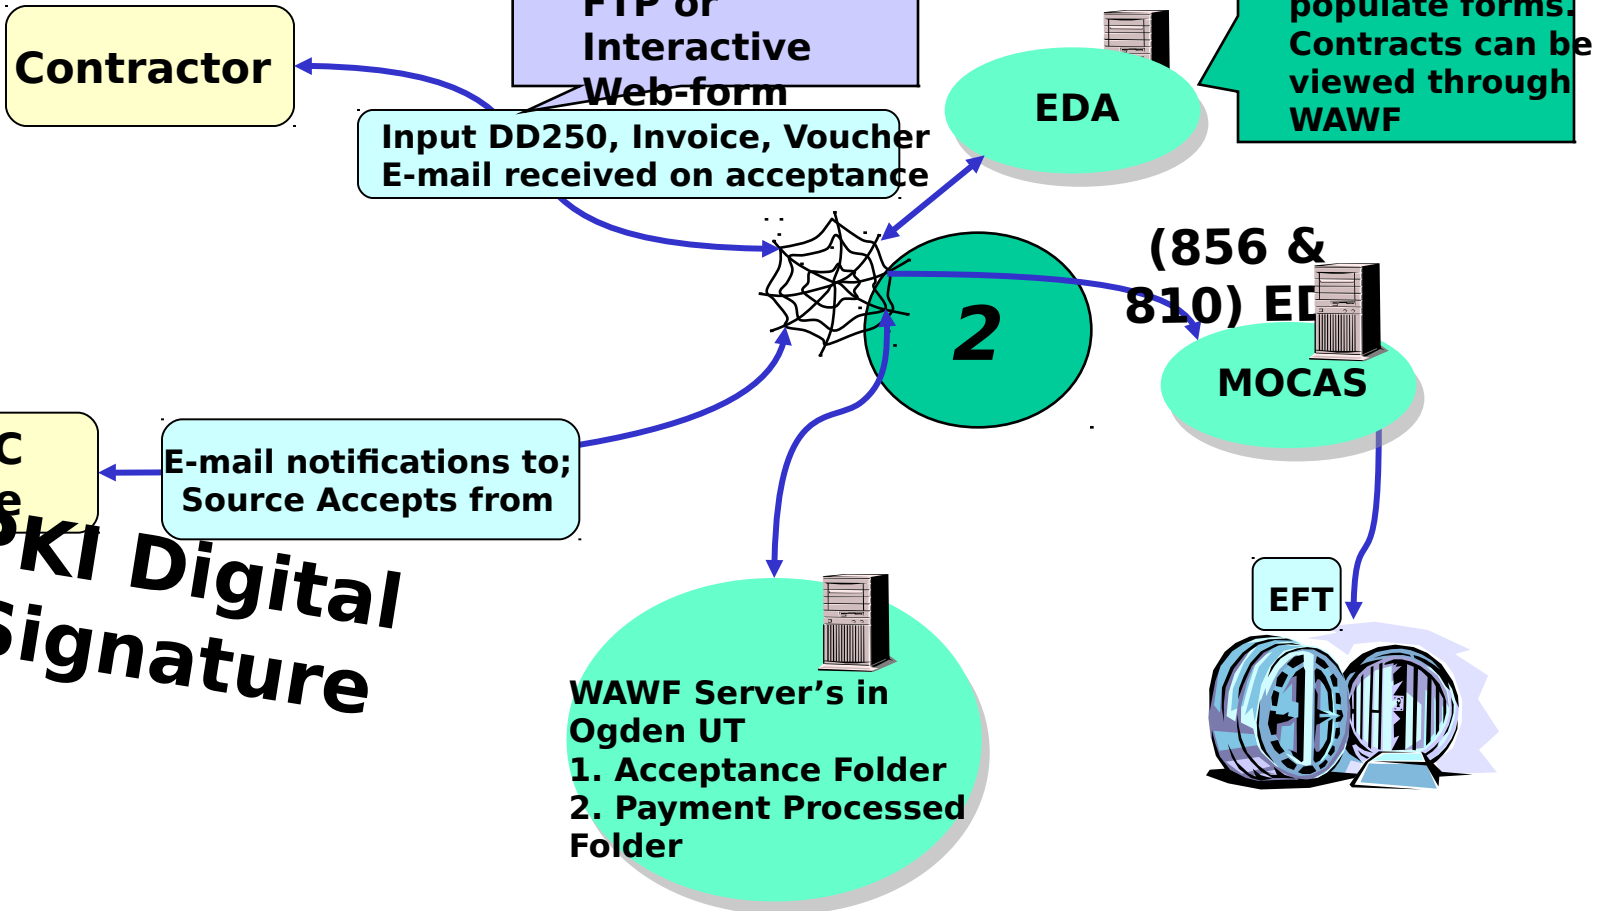 Contractor
FTP or
Interactive
Web-form
Input DD250, Invoice, Voucher
E-mail received on acceptance
EDA
populate forms.
Contracts can be
viewed through
WAWF
(856 &
810)
2
MOCAS
C
e
E-mail notifications to;
Source Accepts from
PKI Digital
Signature
EFT
WAWF Server’s in
Ogden UT
1. Acceptance Folder
2. Payment Processed
Folder